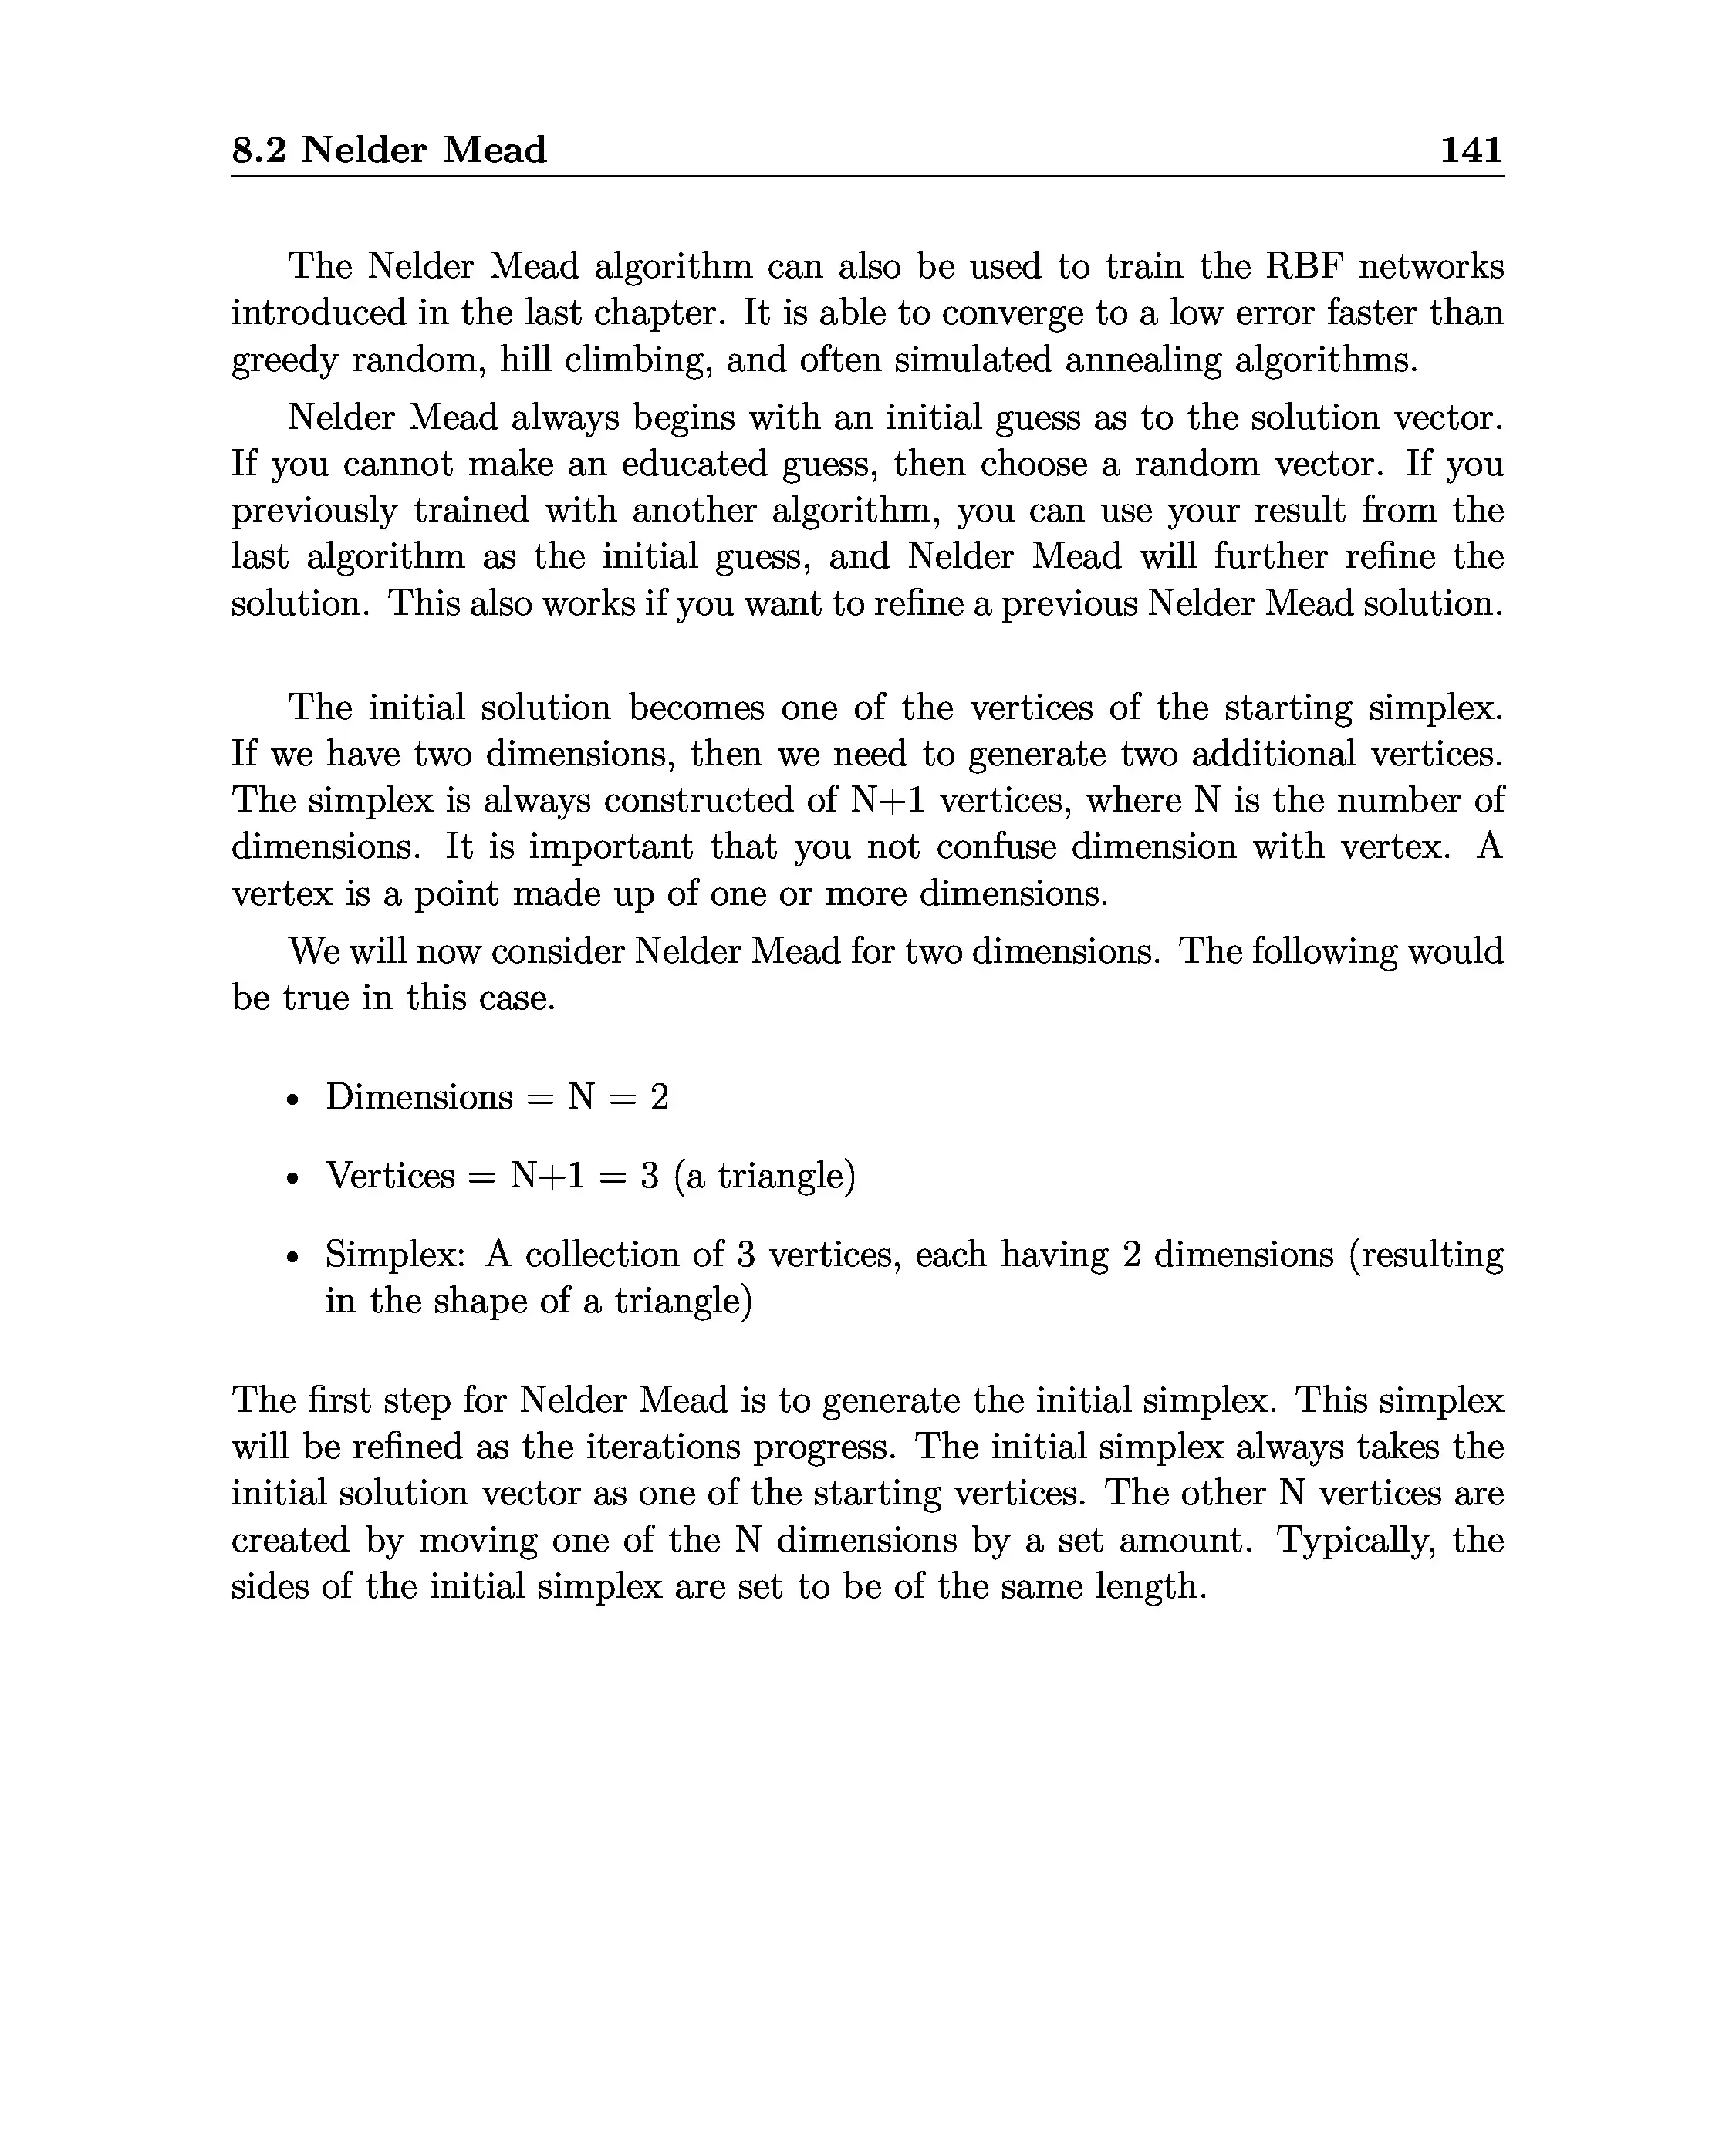 8.2 Nelder Mead 141
The Nelder Mead algorithm can also be used to train the RBF networks
introduced in the last chapter. It is able to converge to a low error faster than
greedy random, hill climbing, and often simulated annealing algorithms.
Nelder Mead always begins with an initial guess as to the solution vector.
If you cannot make an educated guess, then choose a random vector. If you
previously trained with another algorithm, you can use your result from the
last algorithm as the initial guess, and Nelder Mead will further refine the
solution. This also works if you want to refine a previous Nelder Mead solution.
The initial solution becomes one of the vertices of the starting simplex.
If we have two dimensions, then we need to generate two additional vertices.
The simplex is always constructed of N+1 vertices, where N is the number of
dimensions. It is important that you not confuse dimension with vertex. A
vertex is a point made up of one or more dimensions.
We will now consider Nelder Mead for two dimensions. The following would
be true in this case.
• Dimensions = N = 2
• Vertices = N+1 = 3 (a triangle)
• Simplex: A collection of 3 vertices, each having 2 dimensions (resulting
in the shape of a triangle)
The first step for Nelder Mead is to generate the initial simplex. This simplex
will be refined as the iterations progress. The initial simplex always takes the
initial solution vector as one of the starting vertices. The other N vertices are
created by moving one of the N dimensions by a set amount. Typically, the
sides of the initial simplex are set to be of the same length.